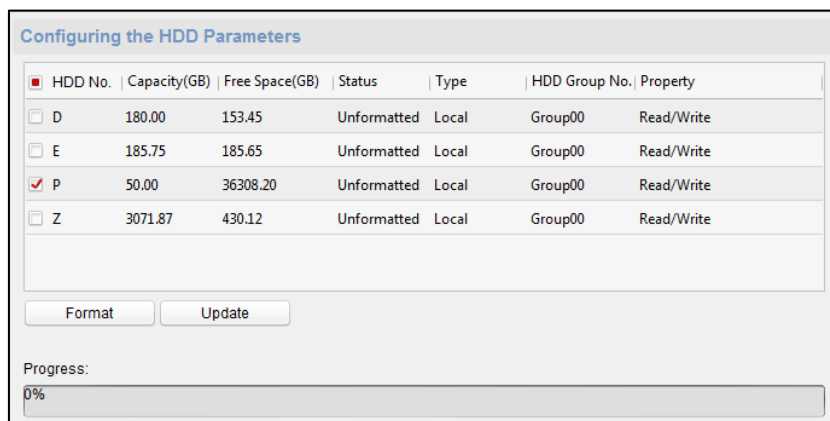 Configuring the HDD Parameters
HDD No. Capacity(GB) Free Space(GB) Status Type HDD Group No. Property
D 180.00 153.45 Unformatted Local Group00 Read/Write
E 185.75 185.65 Unformatted Local Group00 Read/Write
P 50.00 36308.20 Unformatted Local Group00 Read/Write
Z 3071.87 430.12 Unformatted Local Group00 Read/Write
Format Update
Progress:
0%